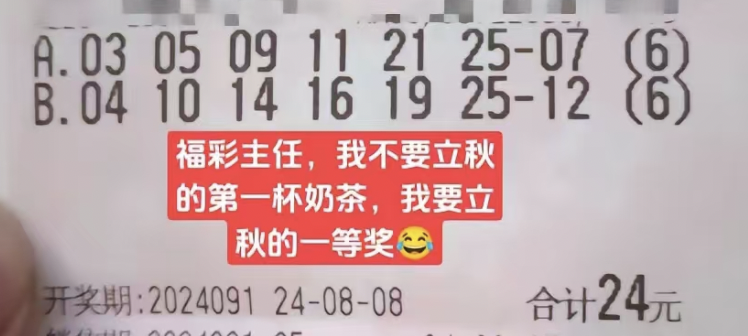 A.03 05 09 11 21 25-07 (6)
B.04 10 14 16 19 25-12 (6)
福彩主任，我不要立秋
的第一杯奶茶，我要立
秋的一等奖😂
开奖期:2024091 24-08-08 合计24元